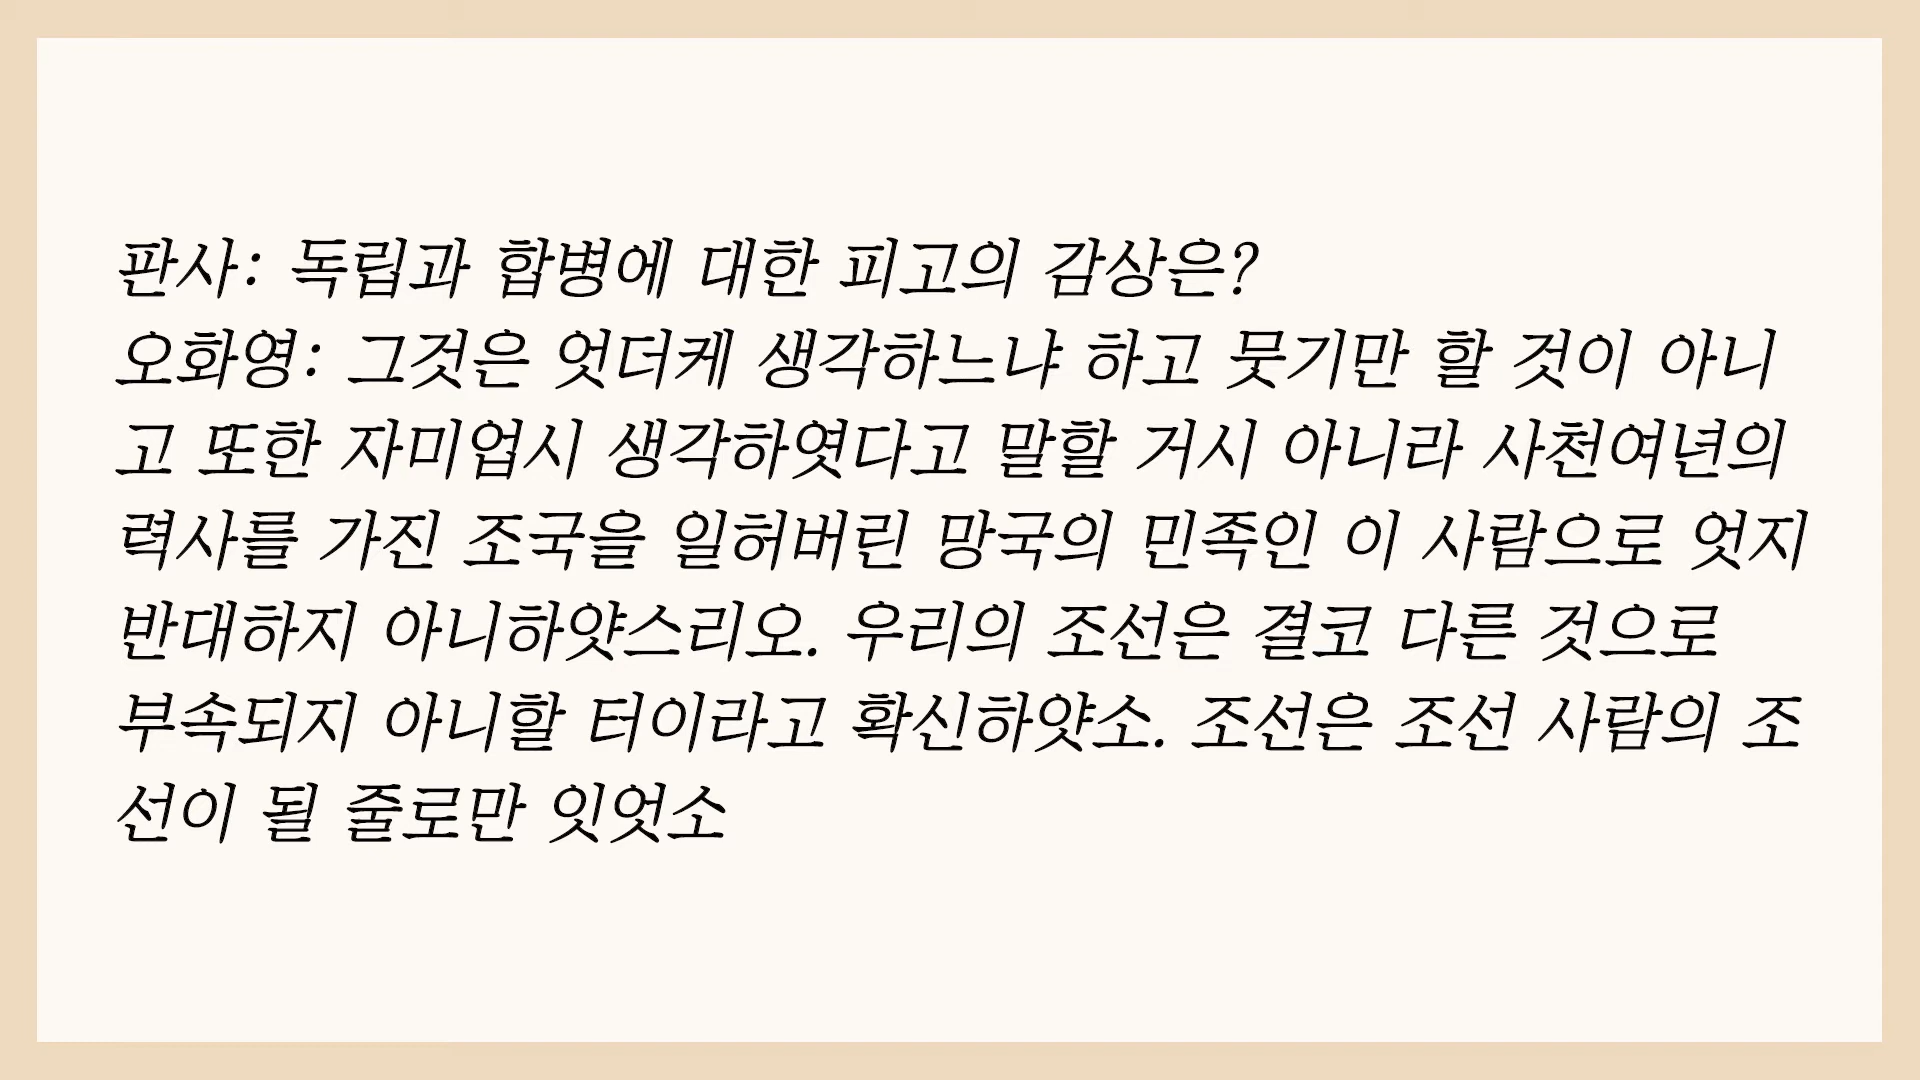 판사: 독립과 합병에 대한 피고의 감상은?
오화영: 그것은 엇더케 생각하느냐 하고 뭇기만 할 것이 아니
고 또한 자미업시 생각하엿다고 말할 거시 아니라 사천여년의
력사를 가진 조국을 일허버린 망국의 민족인 이 사람으로 엇지
반대하지 아니하얏스리오. 우리의 조선은 결코 다른 것으로
부속되지 아니할 터이라고 확신하얏소. 조선은 조선 사람의 조
선이 될 줄로만 잇엇소